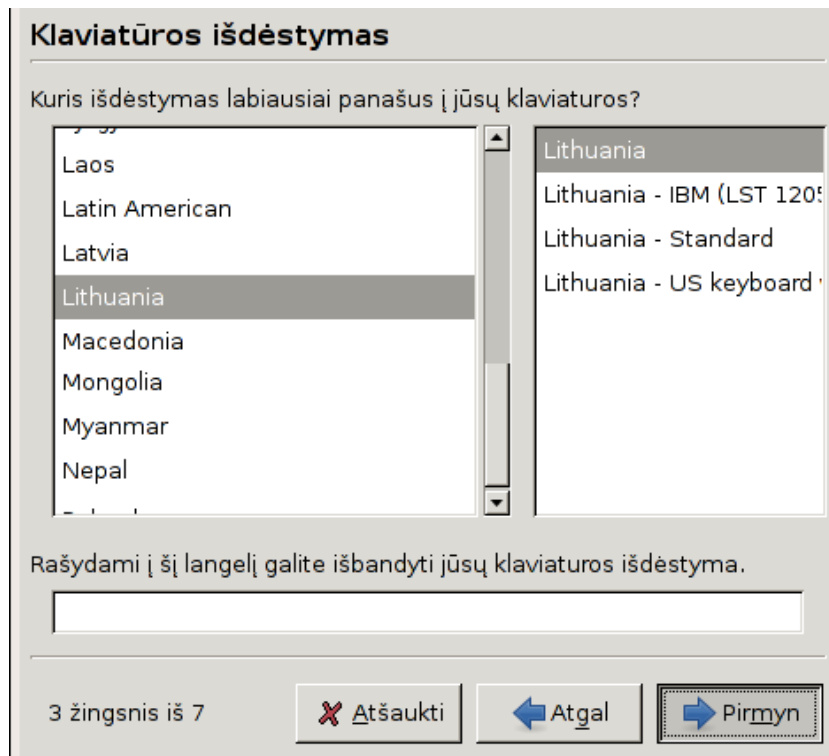 Klaviatūros išdėstymas
Kuris išdėstymas labiausiai panašus į jūsų klaviaturos?
Laos
Latin American
Latvia
Lithuania
Macedonia
Mongolia
Myanmar
Nepal
Lithuania
Lithuania - IBM (LST 120
Lithuania - Standard
Lithuania - US keyboard
Rašydami į šį langelį galite išbandyti jūsų klaviaturos išdėstyma.
3 žingsnis iš 7
Atšaukti
Atgal
Pirmyn